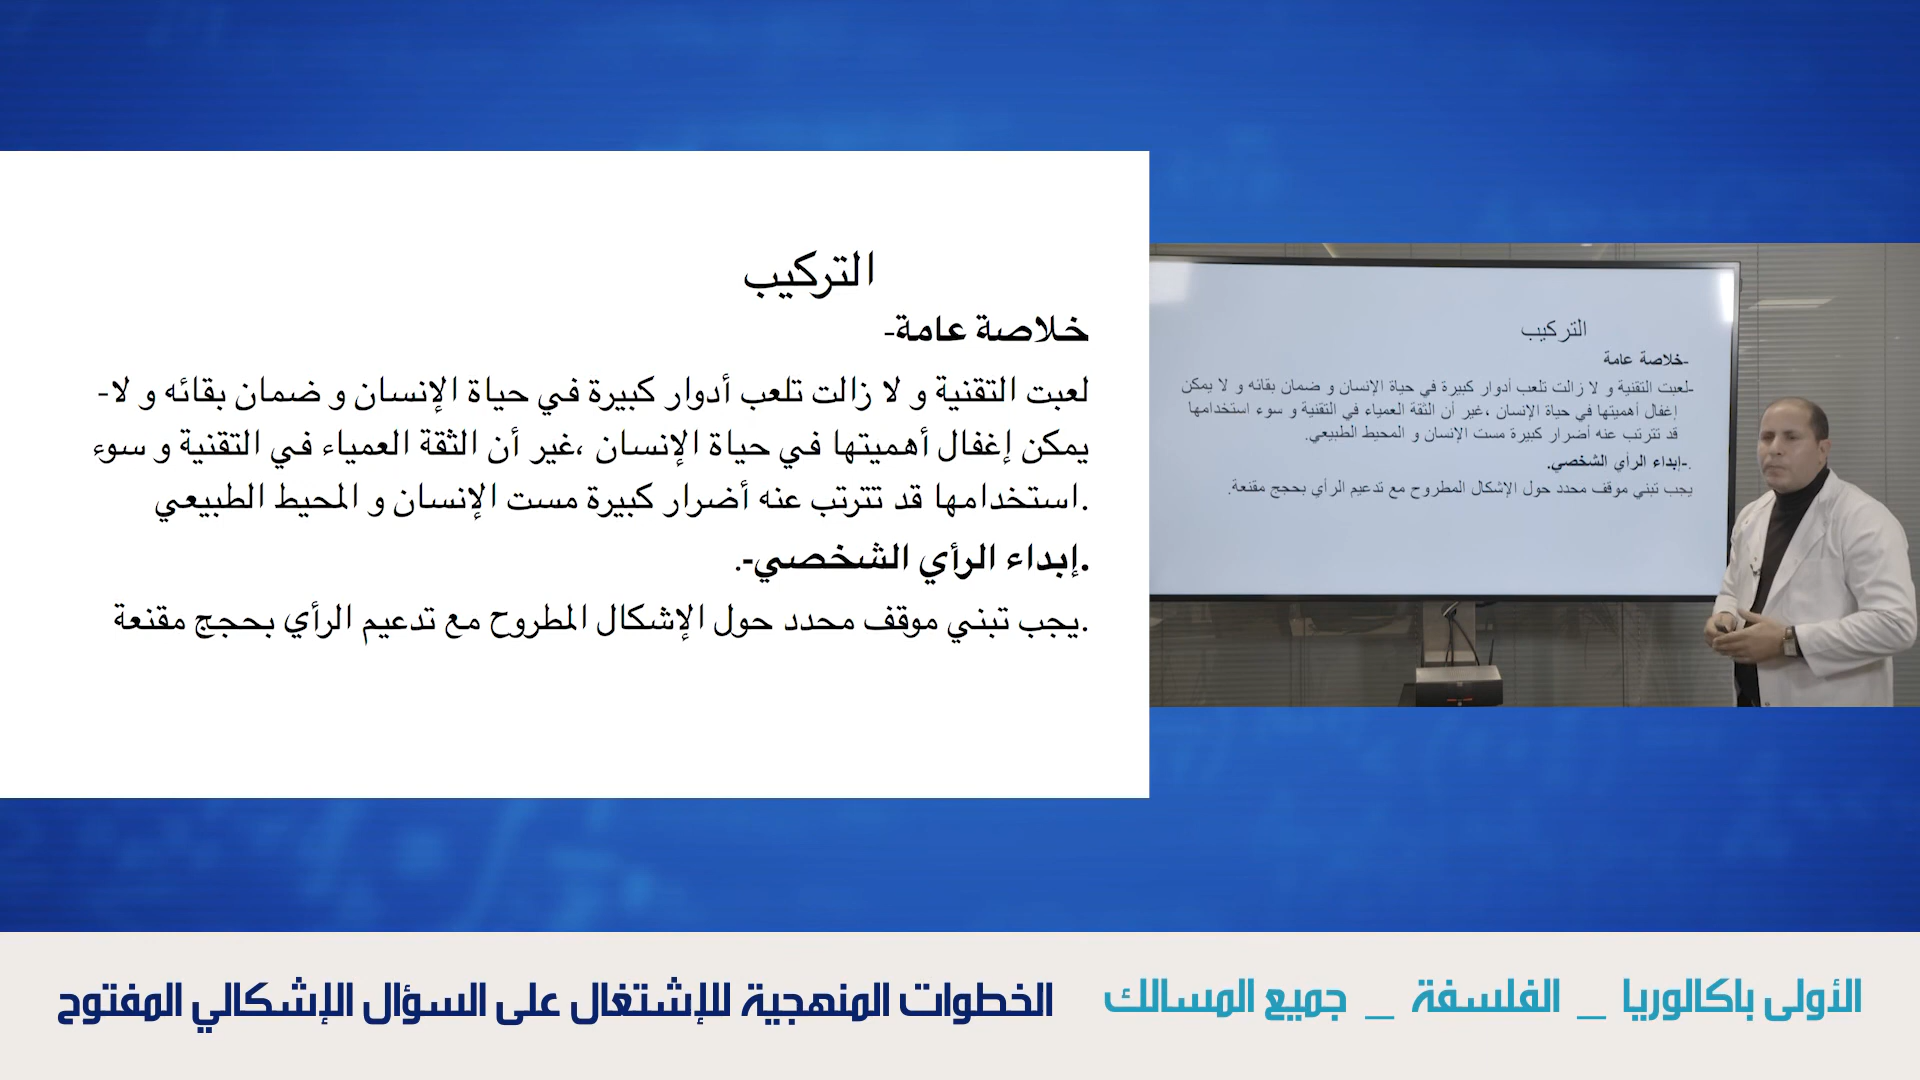 التركيب
خلاصة عامة-
لعبت التقنية و لا زالت تلعب أدوار كبيرة في حياة الإنسان و ضمان بقائه و لا-
يمكن إغفال أهميتها في حياة الإنسان ،غير أن الثقة العمياء في التقنية و سوء
.استخدامها قد تترتب عنه أضرار كبيرة مست الإنسان و المحيط الطبيعي
.إبداء الرأي الشخصي-.
.يجب تبني موقف محدد حول الإشكال المطروح مع تدعيم الرأي بحجج مقنعة
التركيب
-خلاصة عامة
-لعبت التقنية و لا زالت تلعب أدوار كبيرة في حياة الإنسان و ضمان بقائه و لا يمكن
إغفال أهميتها في حياة الإنسان ،غير أن الثقة العمياء في التقنية و سوء استخدامها
قد تترتب عنه أضرار كبيرة مست الإنسان و المحيط الطبيعي.
.-إبداء الرأي الشخصي.
يجب تبني موقف محدد حول الإشكال المطروح مع تدعيم الرأي بحجج مقنعة.
الأولى باكالوريا _ الفلسفة _ جميع المسالك
الخطوات المنهجية للإشتغال على السؤال الإشكالي المفتوح